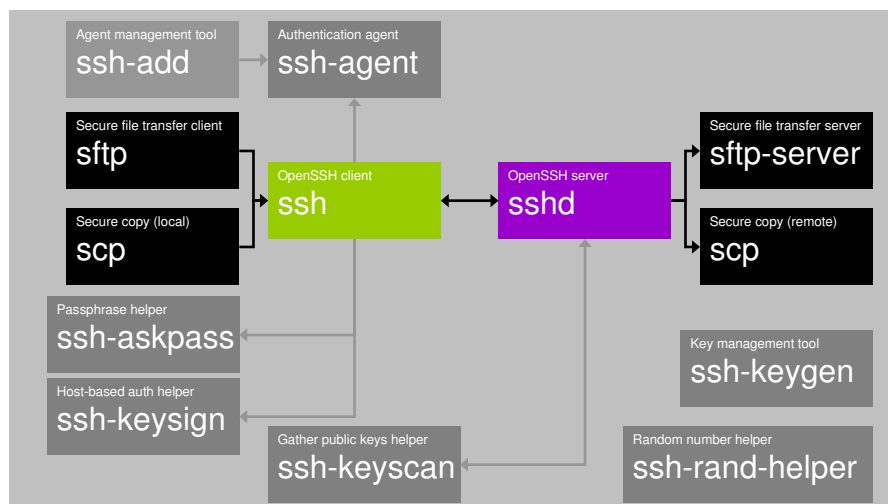 Agent management tool
ssh-add
Authentication agent
ssh-agent
Secure file transfer client
sftp
Secure file transfer server
sftp-server
OpenSSH client
ssh
OpenSSH server
sshd
Secure copy (local)
scp
Secure copy (remote)
scp
Passphrase helper
ssh-askpass
Key management tool
ssh-keygen
Host-based auth helper
ssh-keysign
Gather public keys helper
ssh-keyscan
Random number helper
ssh-rand-helper